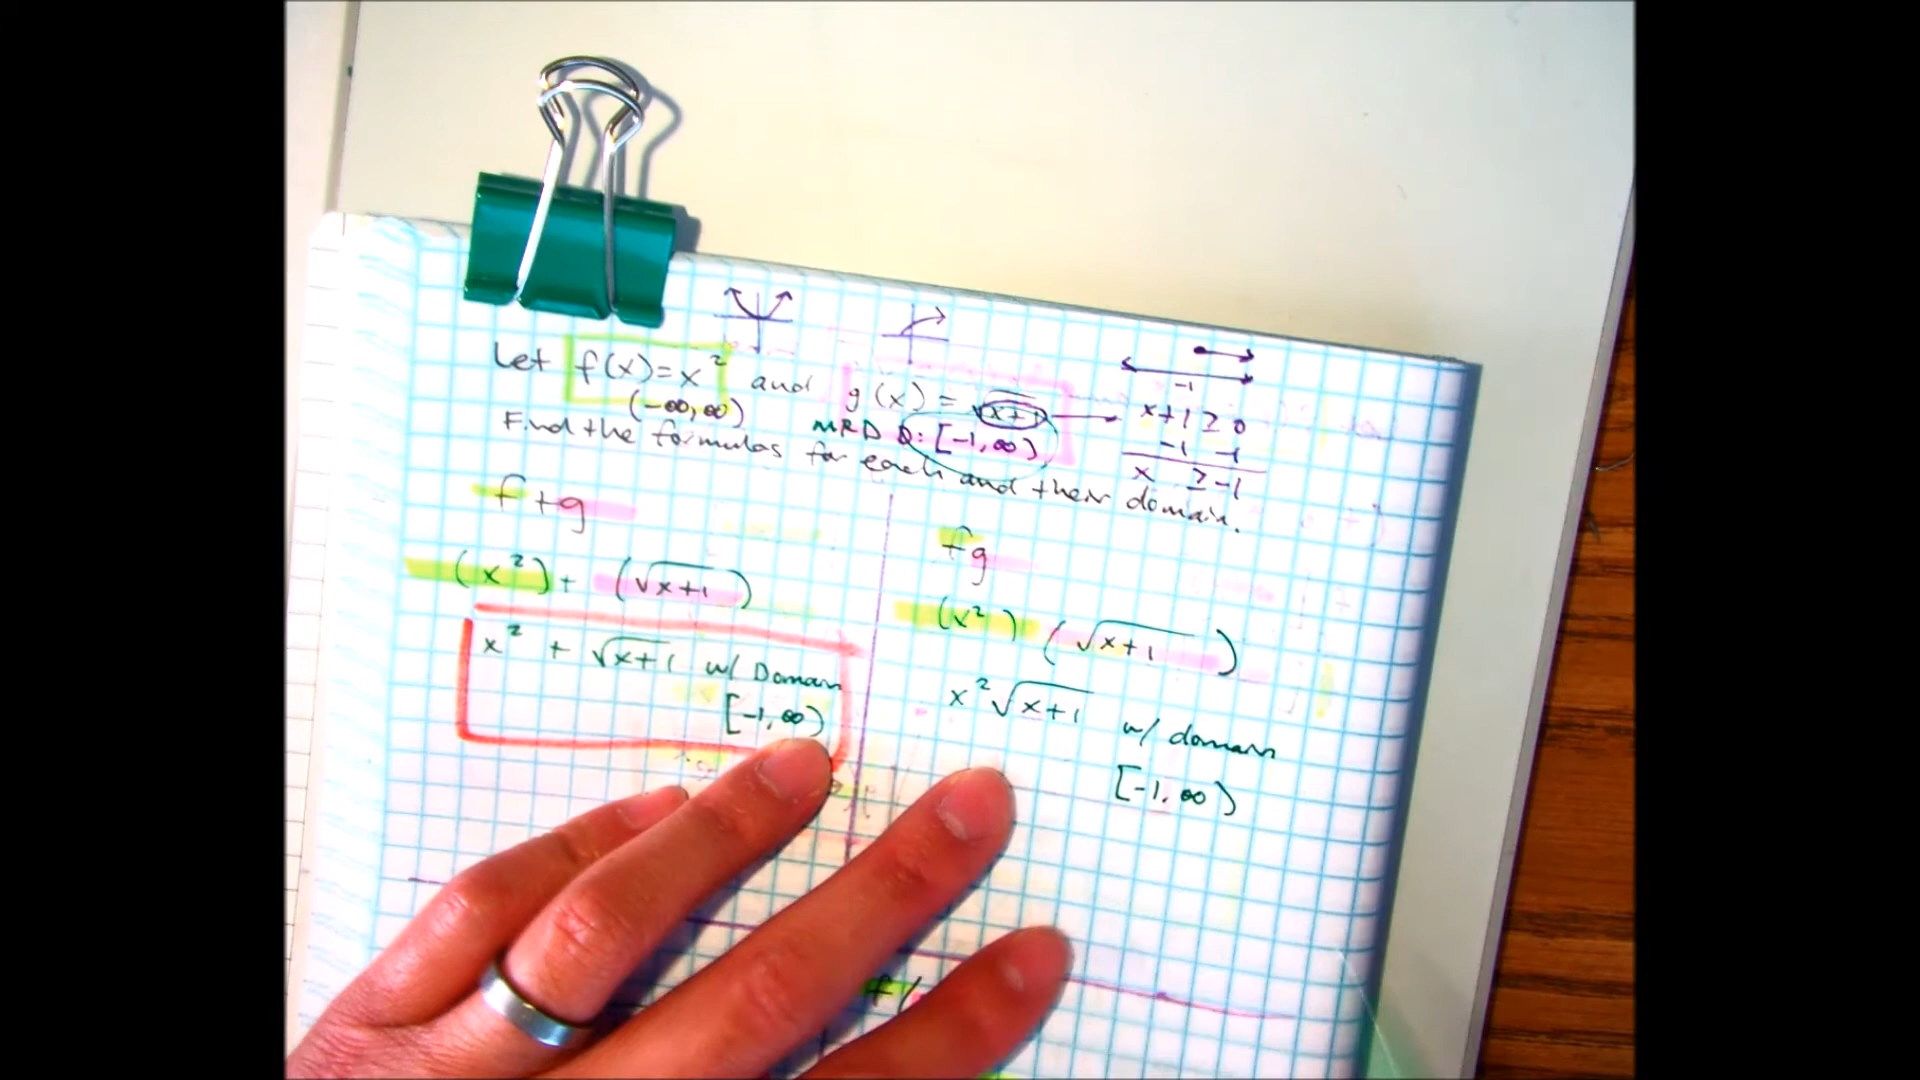 Let f(x) = x² and g(x) = √x+1
(-∞, ∞)
MRD D: [-1, ∞)
-1
x+1 ≥ 0
-1 -1
x ≥ -1
Find the formulas for each and their domain.
f+g
(x²) + (√x+1)
x² + √x+1 w/ Domain
[-1, ∞)
fg
(x²) (√x+1)
x²√x+1 w/ domain
[-1, ∞)
f/